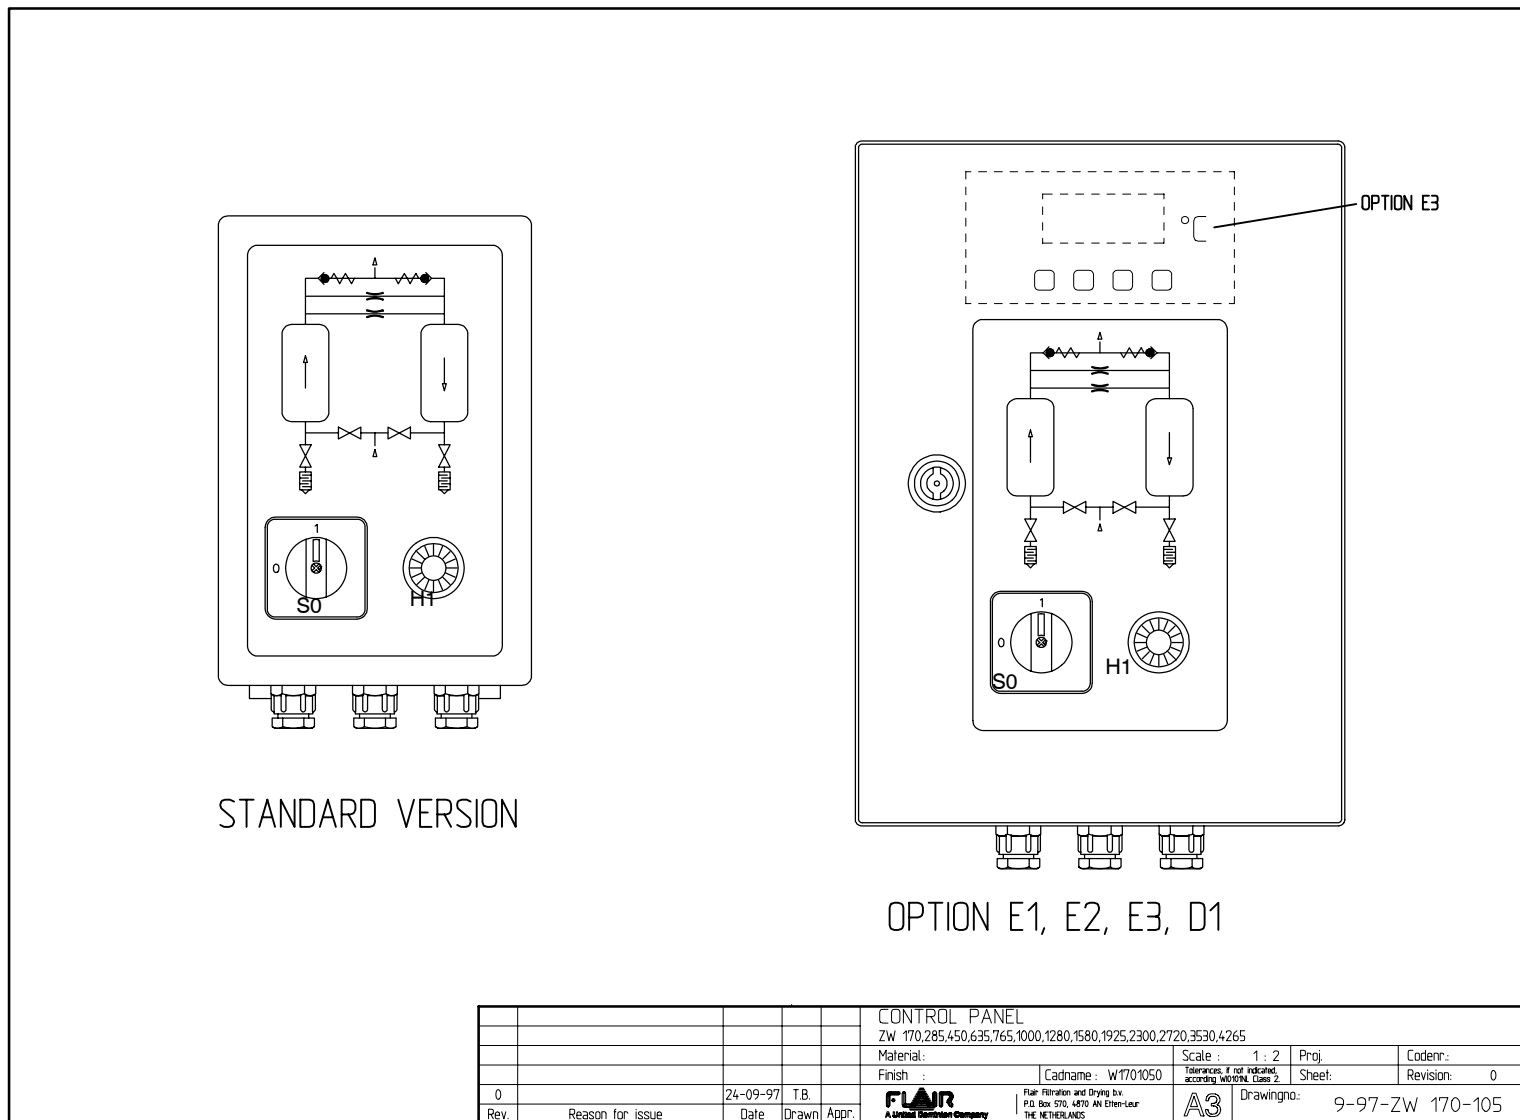 OPTION E3
1
0
S0
H1
1
0
S0
H1
STANDARD VERSION
OPTION E1, E2, E3, D1
CONTROL PANEL
ZW 170,285,450,635,765,1000,1280,1580,1925,2300,2720,3530,4265
Material:
Scale : 1 : 2
Proj.
Codenr.:
Finish :
Cadname : W1701050
Tolerances, if not indicated,
according WI0101NL Class 2.
Sheet:
Revision: 0
0 24-09-97 T.B.
Rev. Reason for issue Date Drawn Appr.
FLAIR
A United Dominion Company
Flair Filtration and Drying b.v.
P.O. Box 570, 4870 AN Etten-Leur
THE NETHERLANDS
A3
Drawingno.:
9-97-ZW 170-105